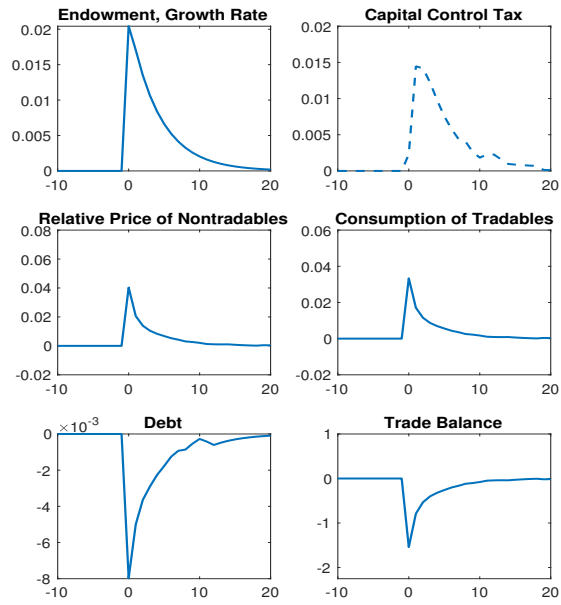 Endowment, Growth Rate
0.02
0.015
0.01
0.005
0
-10 0 10 20
Capital Control Tax
0.02
0.015
0.01
0.005
0
-10 0 10 20
Relative Price of Nontradables
0.08
0.06
0.04
0.02
0
-0.02
-10 0 10 20
Consumption of Tradables
0.06
0.04
0.02
0
-0.02
-10 0 10 20
Debt
×10⁻³
0
-2
-4
-6
-8
-10 0 10 20
Trade Balance
1
0
-1
-2
-10 0 10 20